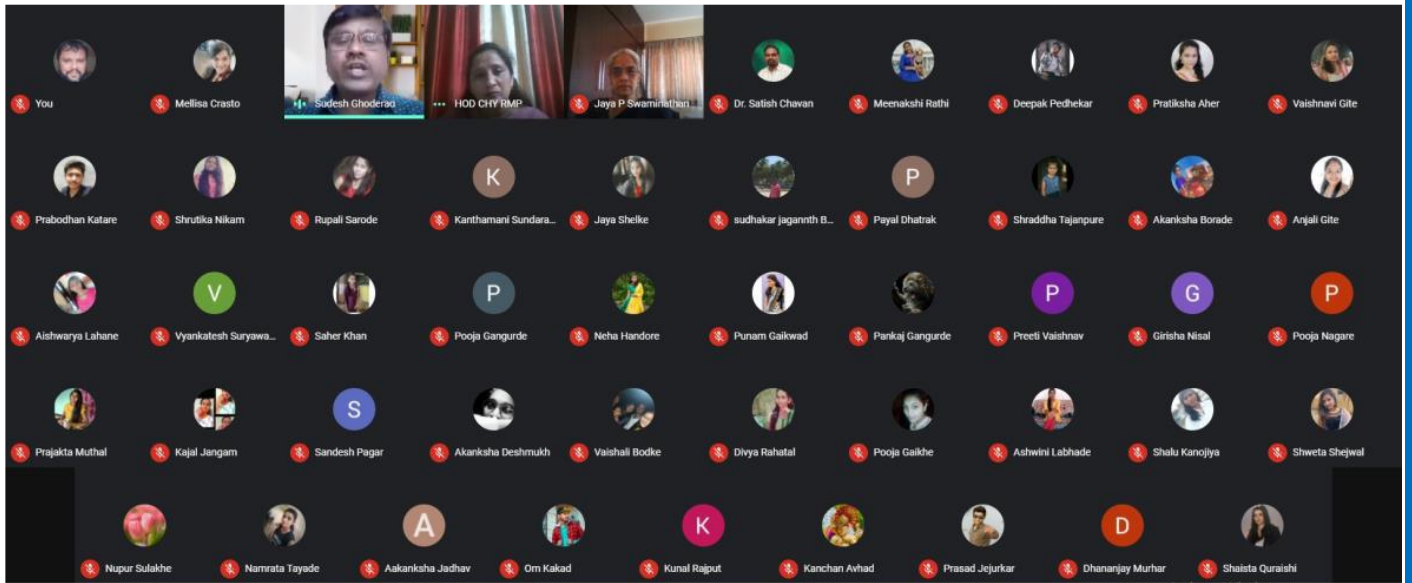 You
Mellisa Crasto
Sudesh Ghoderao
HOD CHY RMP
Jaya P Swaminathan
Dr. Satish Chavan
Meenakshi Rathi
Deepak Pedhekar
Pratiksha Aher
Vaishnavi Gite
K
P
Prabodhan Katare
Shrutika Nikam
Rupali Sarode
Kanthamani Sundara...
Jaya Shelke
sudhakar jagannth B...
Payal Dhatrak
Shraddha Tajanpure
Akanksha Borade
Anjali Gite
V
P
P
G
P
Aishwarya Lahane
Vyankatesh Suryawa...
Saher Khan
Pooja Gangurde
Neha Handore
Punam Gaikwad
Pankaj Gangurde
Preeti Vaishnav
Girisha Nisal
Pooja Nagare
S
Prajakta Muthal
Kajal Jangam
Sandesh Pagar
Akanksha Deshmukh
Vaishali Bodke
Divya Rahatal
Pooja Gaikhe
Ashwini Labhade
Shalu Kanojiya
Shweta Shejwal
A
K
D
Nupur Sulakhe
Namrata Tayade
Aakanksha Jadhav
Om Kakad
Kunal Rajput
Kanchan Avhad
Prasad Jejurkar
Dhananjay Murhar
Shaista Quraishi